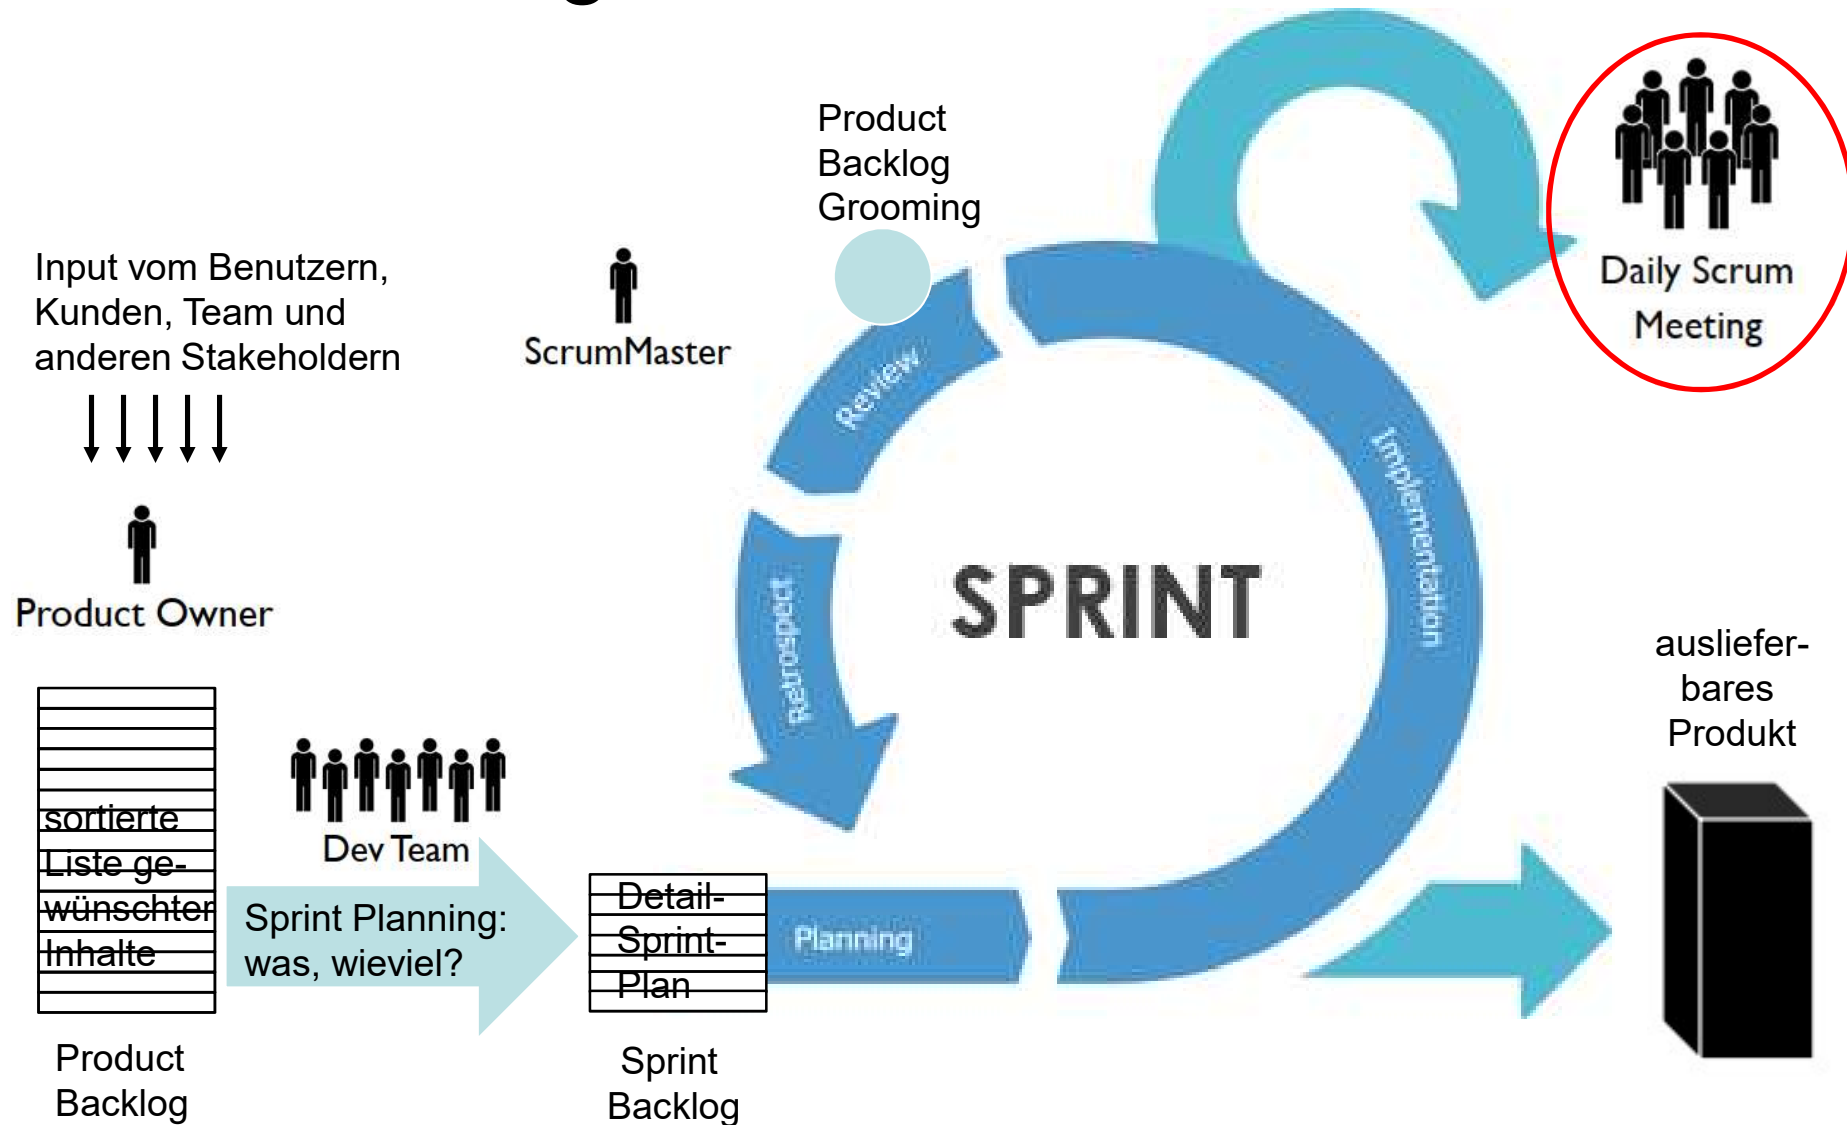 Product
Backlog
Grooming
Input vom Benutzern,
Kunden, Team und
anderen Stakeholdern
ScrumMaster
Daily Scrum
Meeting
Review
Implementation
Retrospect
SPRINT
Product Owner
ausliefer-
bares
Produkt
sortierte
Liste ge-
wünschter
Inhalte
Dev Team
Sprint Planning:
was, wieviel?
Detail-
Sprint-
Plan
Planning
Product
Backlog
Sprint
Backlog